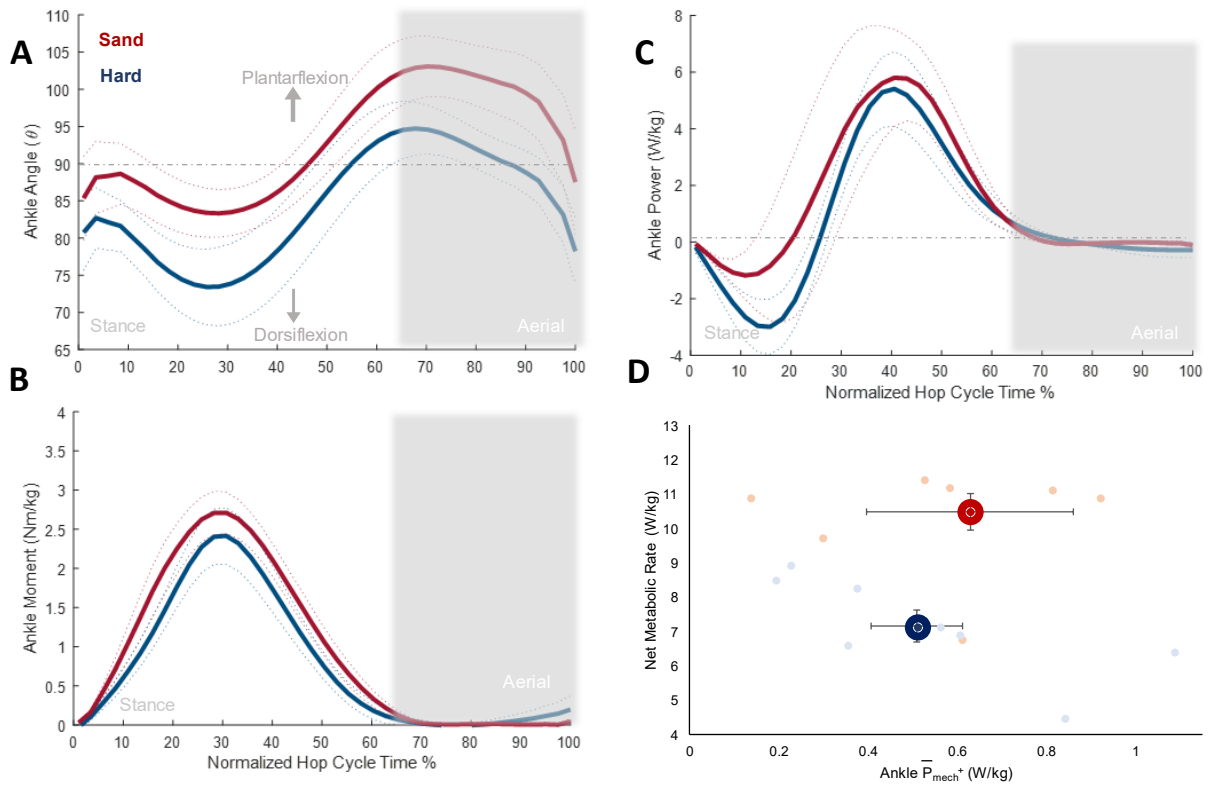 A
Sand
Hard
Plantarflexion
Dorsiflexion
Stance
Aerial
Ankle Angle (θ)
110
105
100
95
90
85
80
75
70
65
0 10 20 30 40 50 60 70 80 90 100
B
Ankle Moment (Nm/kg)
4
3.5
3
2.5
2
1.5
1
0.5
0
Stance
Aerial
0 10 20 30 40 50 60 70 80 90 100
Normalized Hop Cycle Time %
C
Ankle Power (W/kg)
8
6
4
2
0
-2
-4
Stance
Aerial
0 10 20 30 40 50 60 70 80 90 100
Normalized Hop Cycle Time %
D
Net Metabolic Rate (W/kg)
13
12
11
10
9
8
7
6
5
4
0 0.2 0.4 0.6 0.8 1
Ankle P̅mech⁺ (W/kg)